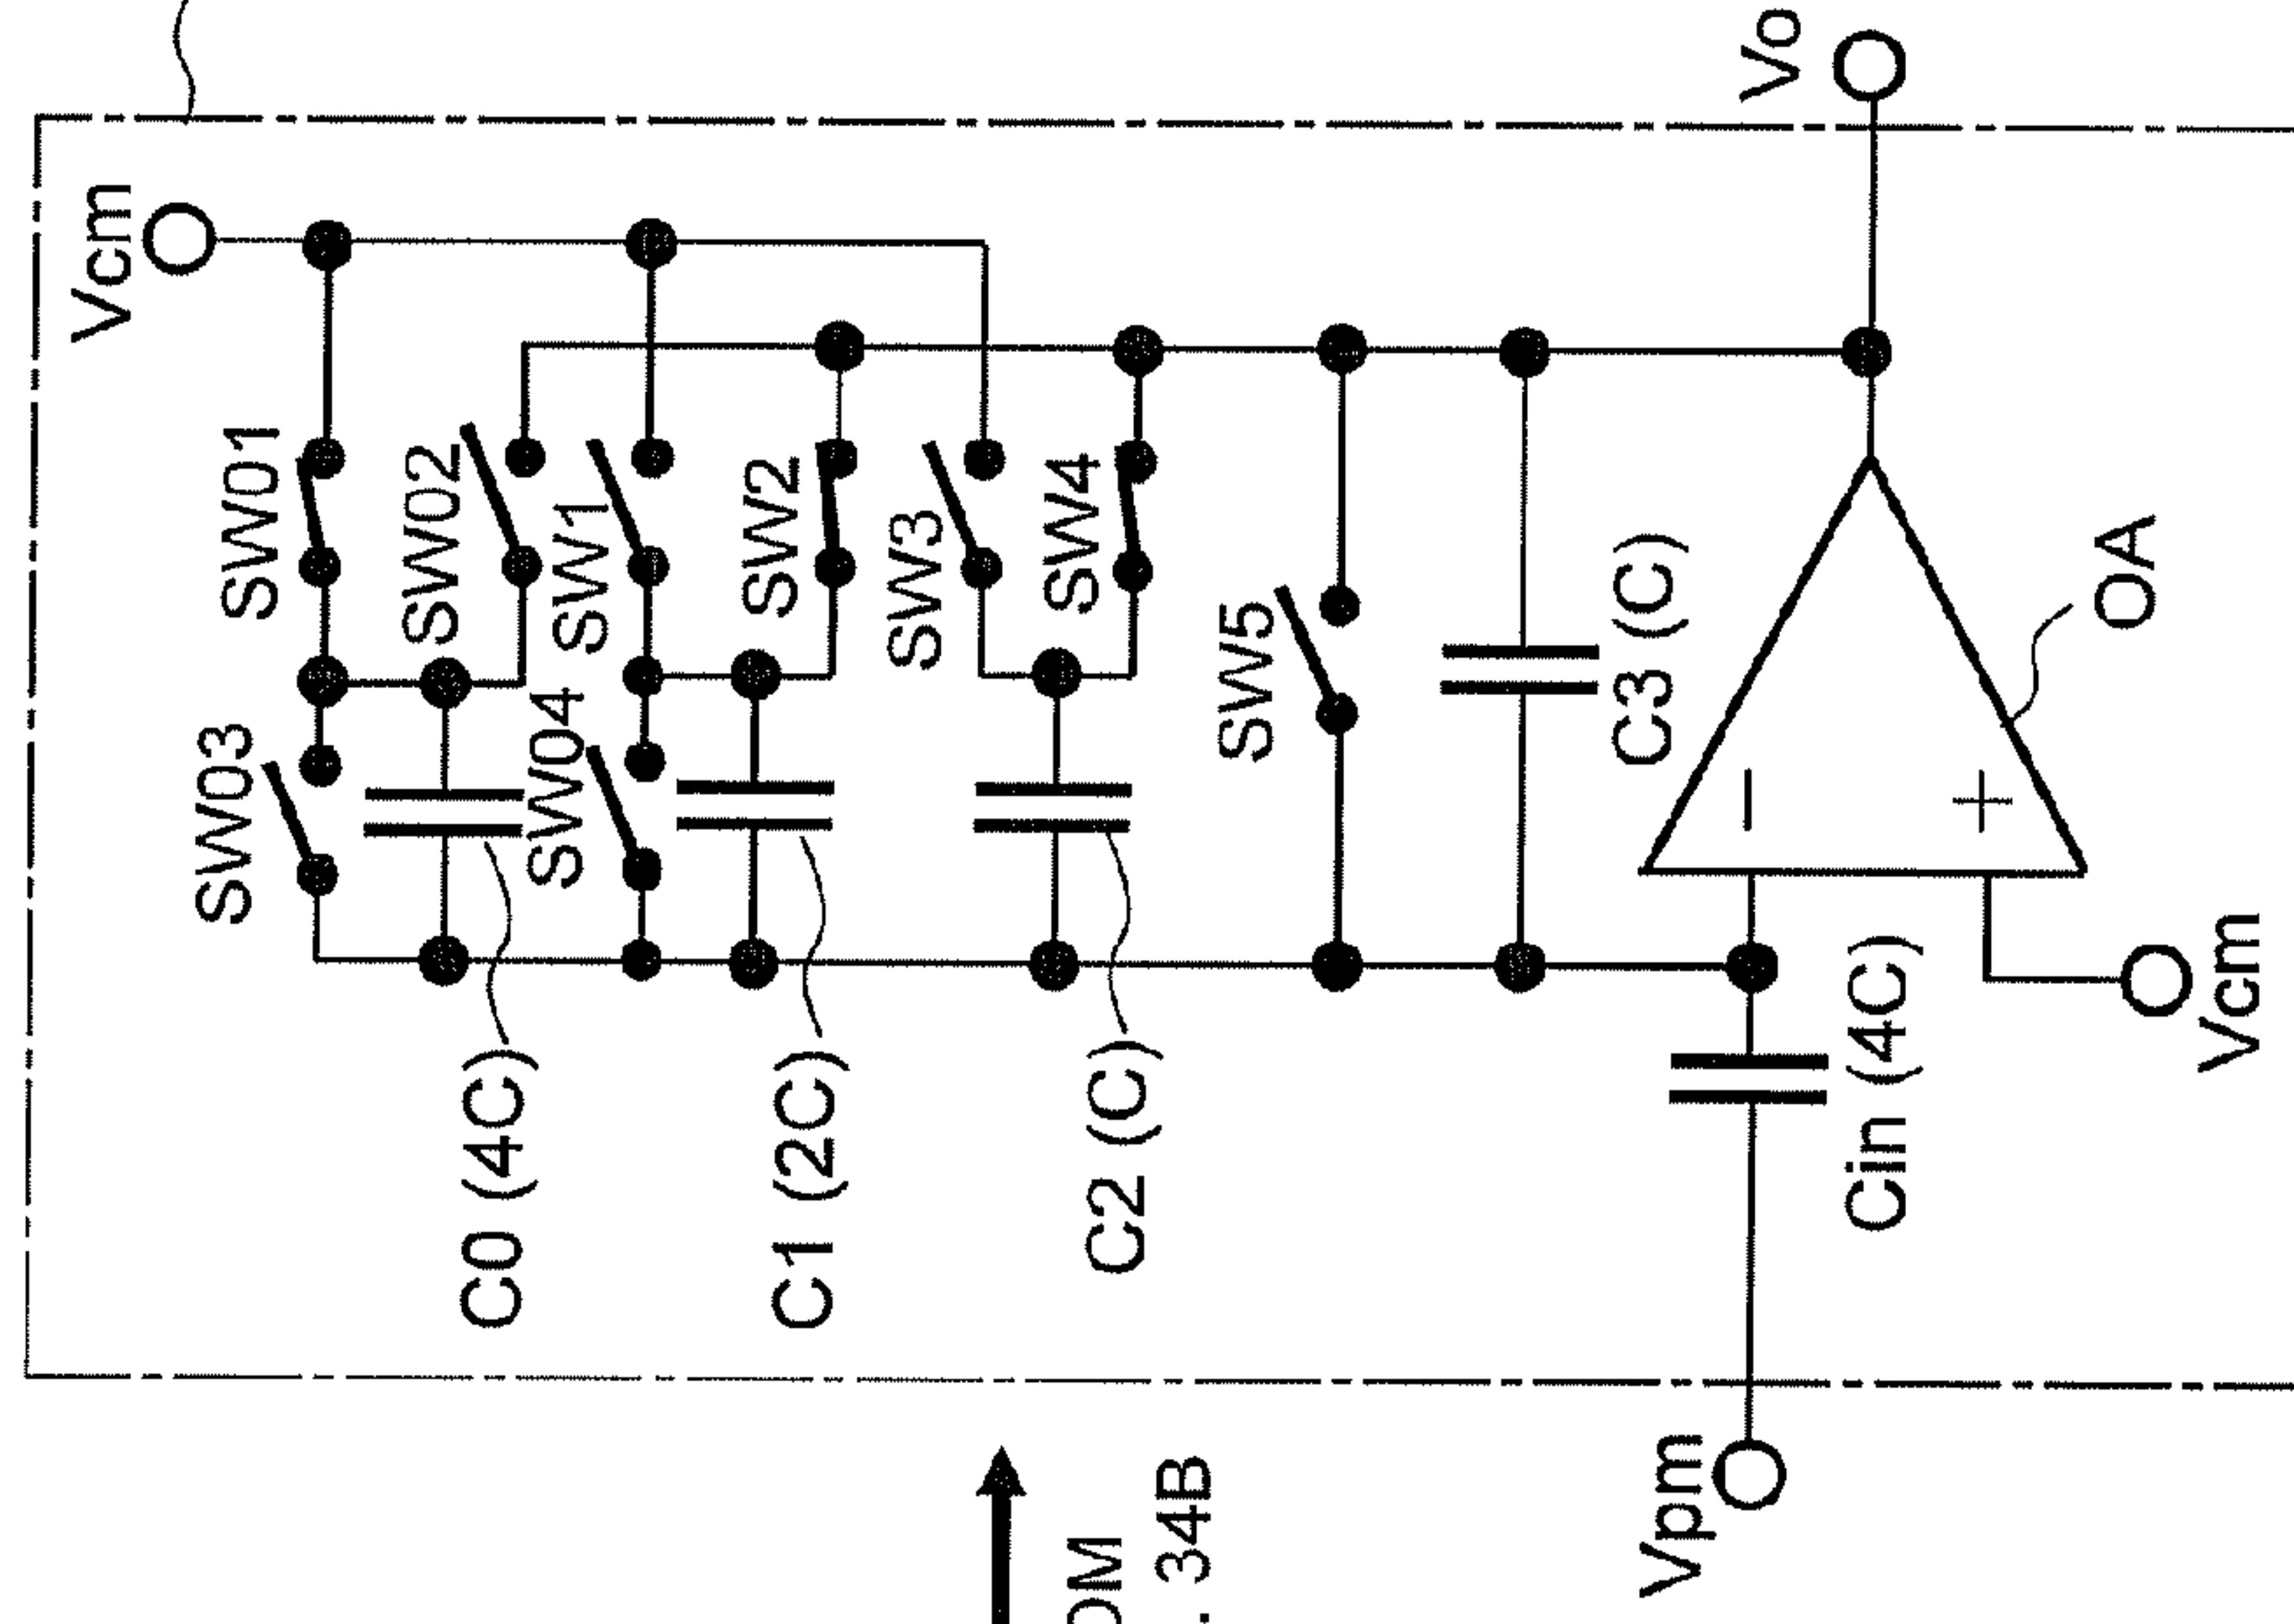 Vcm
Vo
SW01
SW02
SW1
SW2
SW3
SW4
SW5
SW03
SW04
C3 (C)
OA
−
+
C0 (4C)
C1 (2C)
C2 (C)
Cin (4C)
Vcm
Vpm
34B